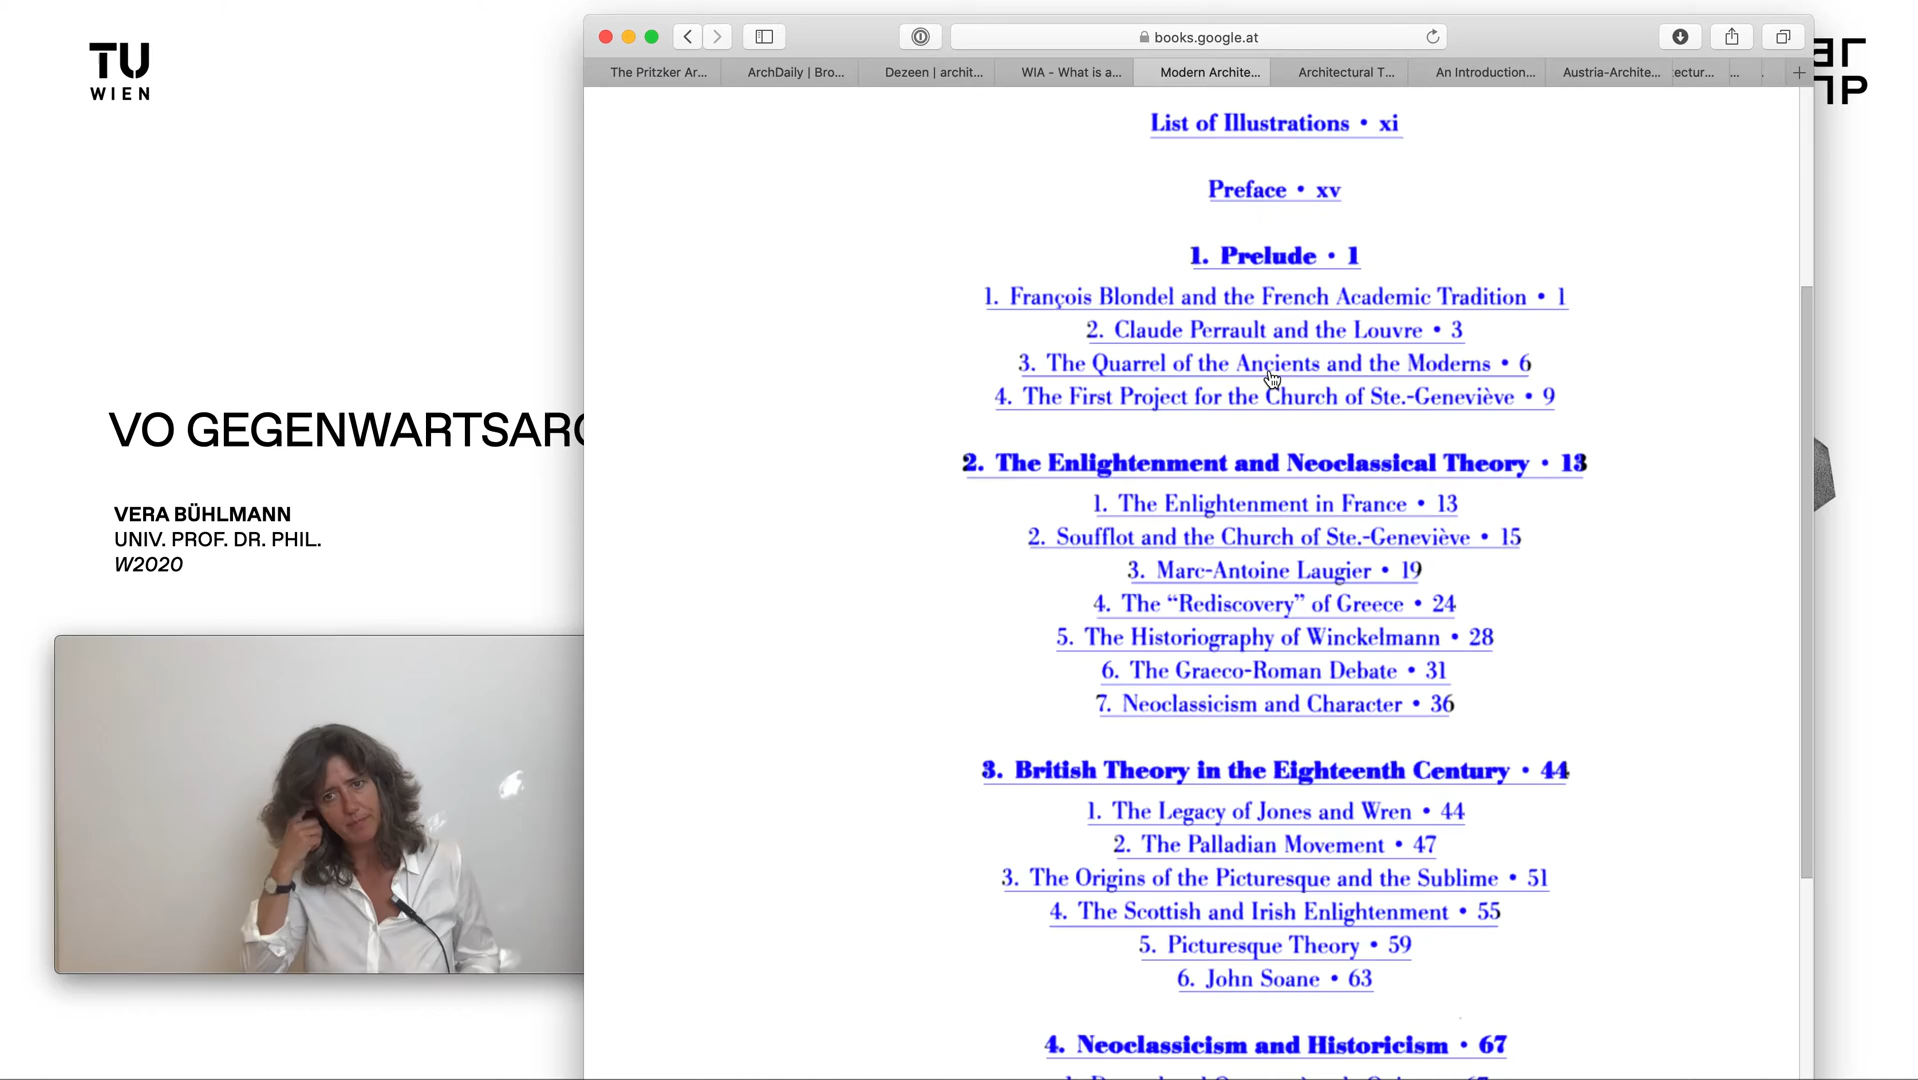 TU
WIEN
VO GEGENWARTSARC
VERA BÜHLMANN
UNIV. PROF. DR. PHIL.
W2020
books.google.at
The Pritzker Ar...
ArchDaily | Bro...
Dezeen | archit...
WIA - What is a...
Modern Archite...
Architectural T...
An Introduction...
Austria-Archite...
ectur...
List of Illustrations • xi
Preface • xv
1. Prelude • 1
1. François Blondel and the French Academic Tradition • 1
2. Claude Perrault and the Louvre • 3
3. The Quarrel of the Ancients and the Moderns • 6
4. The First Project for the Church of Ste.-Geneviève • 9
2. The Enlightenment and Neoclassical Theory • 13
1. The Enlightenment in France • 13
2. Soufflot and the Church of Ste.-Geneviève • 15
3. Marc-Antoine Laugier • 19
4. The “Rediscovery” of Greece • 24
5. The Historiography of Winckelmann • 28
6. The Graeco-Roman Debate • 31
7. Neoclassicism and Character • 36
3. British Theory in the Eighteenth Century • 44
1. The Legacy of Jones and Wren • 44
2. The Palladian Movement • 47
3. The Origins of the Picturesque and the Sublime • 51
4. The Scottish and Irish Enlightenment • 55
5. Picturesque Theory • 59
6. John Soane • 63
4. Neoclassicism and Historicism • 67